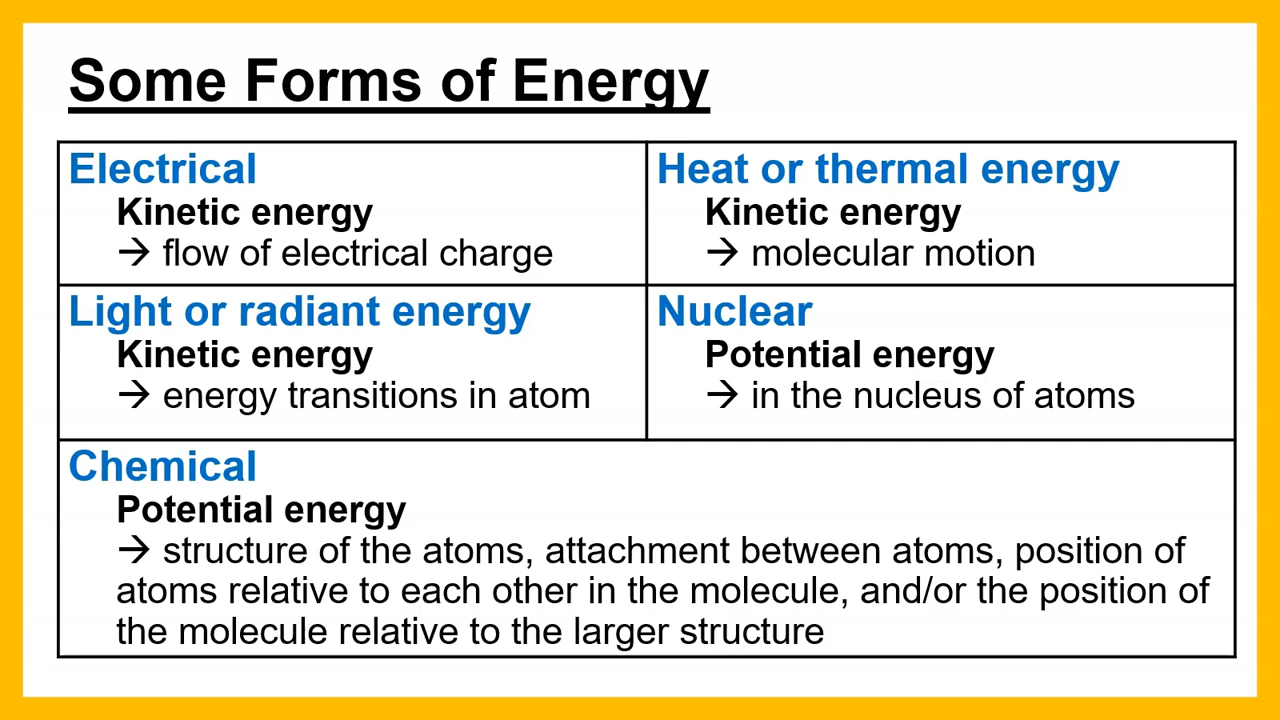 Some Forms of Energy
Electrical
Kinetic energy
→ flow of electrical charge
Heat or thermal energy
Kinetic energy
→ molecular motion
Light or radiant energy
Kinetic energy
→ energy transitions in atom
Nuclear
Potential energy
→ in the nucleus of atoms
Chemical
Potential energy
→ structure of the atoms, attachment between atoms, position of
atoms relative to each other in the molecule, and/or the position of
the molecule relative to the larger structure